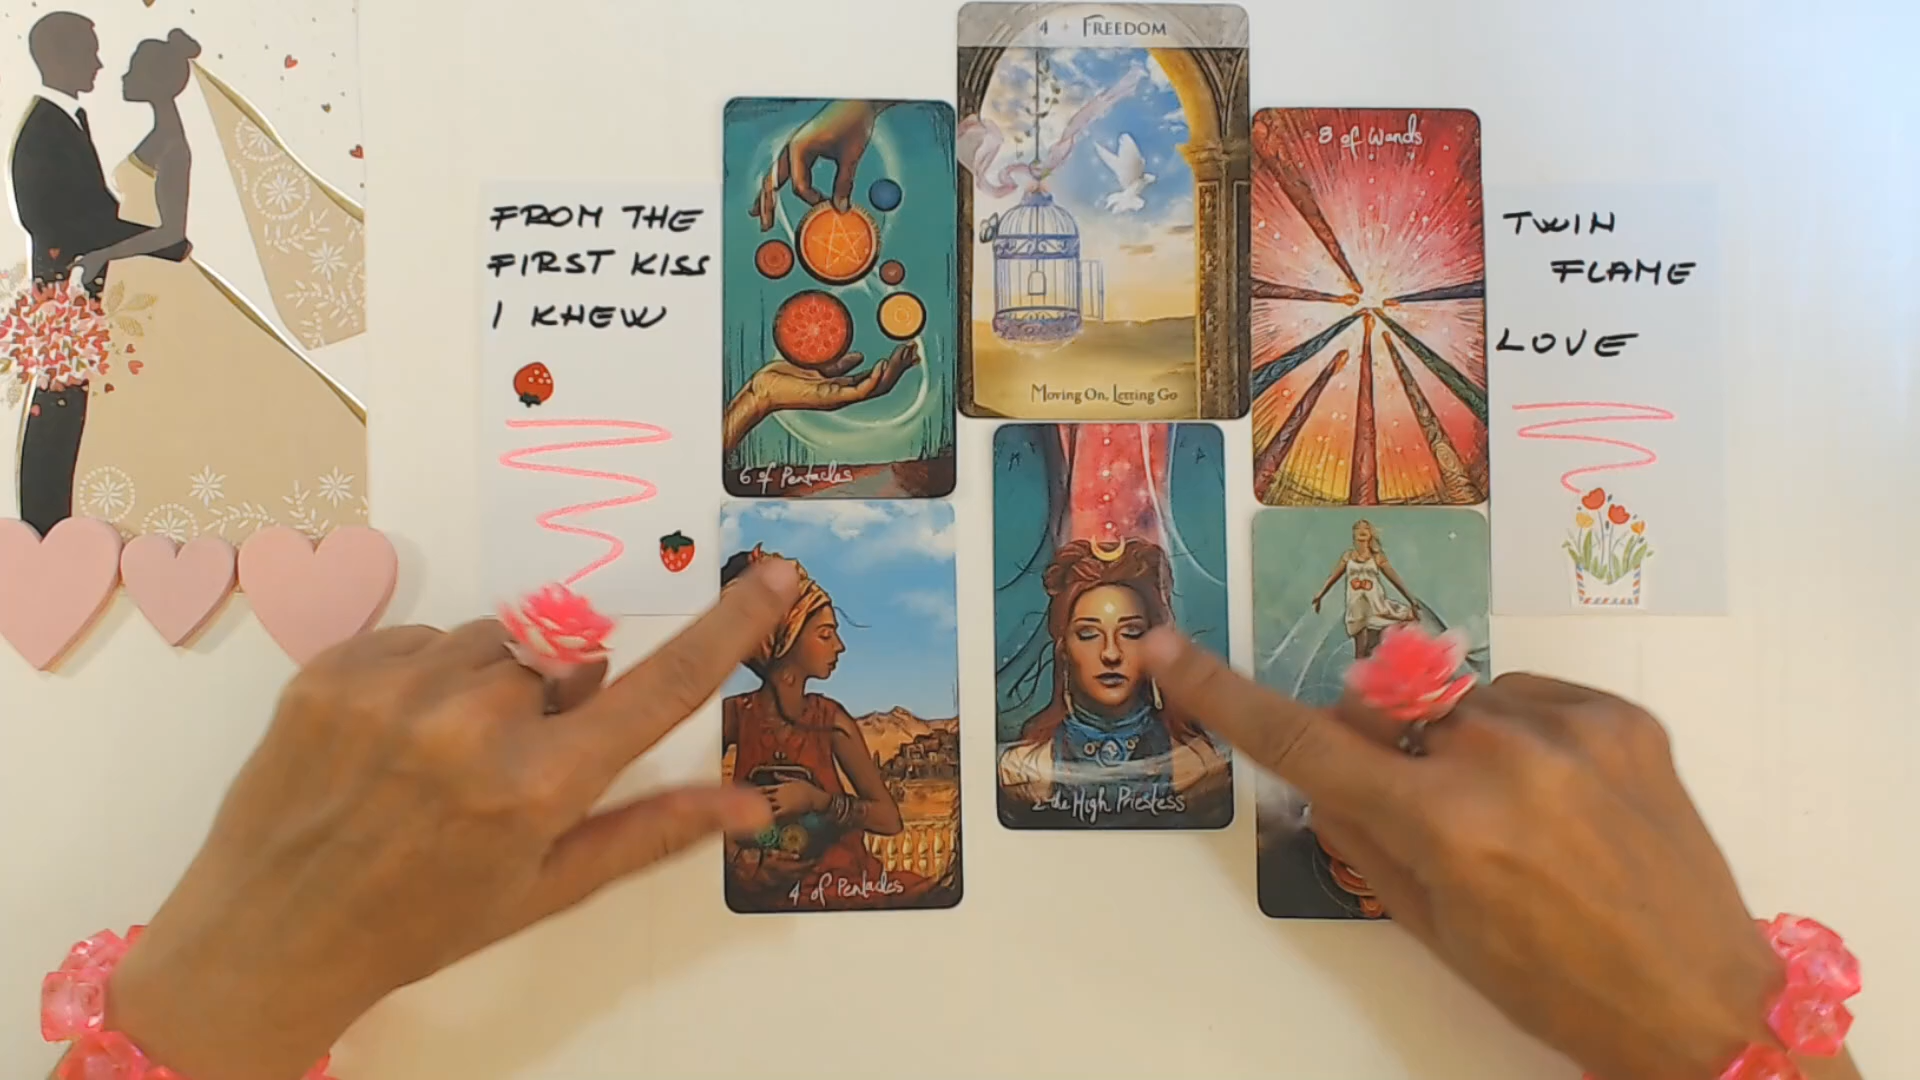 4 + FREEDOM
8 of Wands
FROM THE
FIRST KISS
I KHEW
TWIN
FLAME
LOVE
Moving On, Letting Go
6 of Pentacles
2 the High Priestess
4 of Pentacles